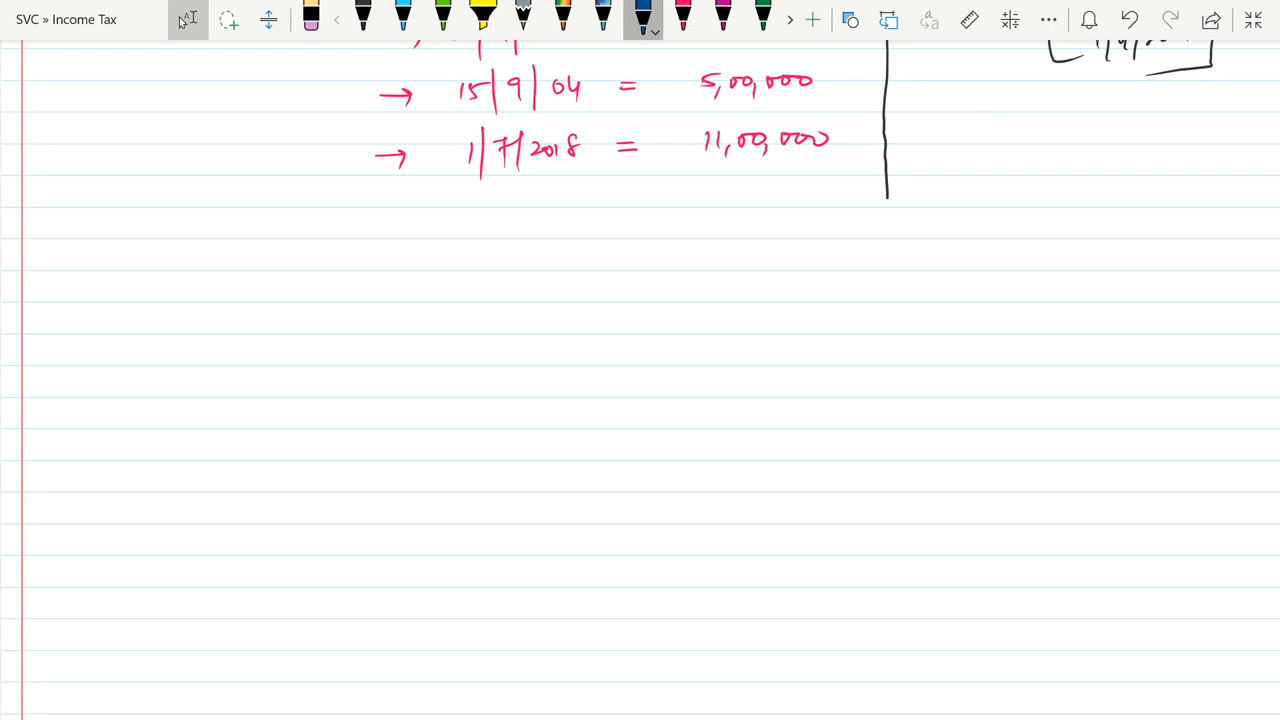 SVC » Income Tax
→ 15|9|04 = 5,00,000
→ 1|7|2018 = 11,00,000